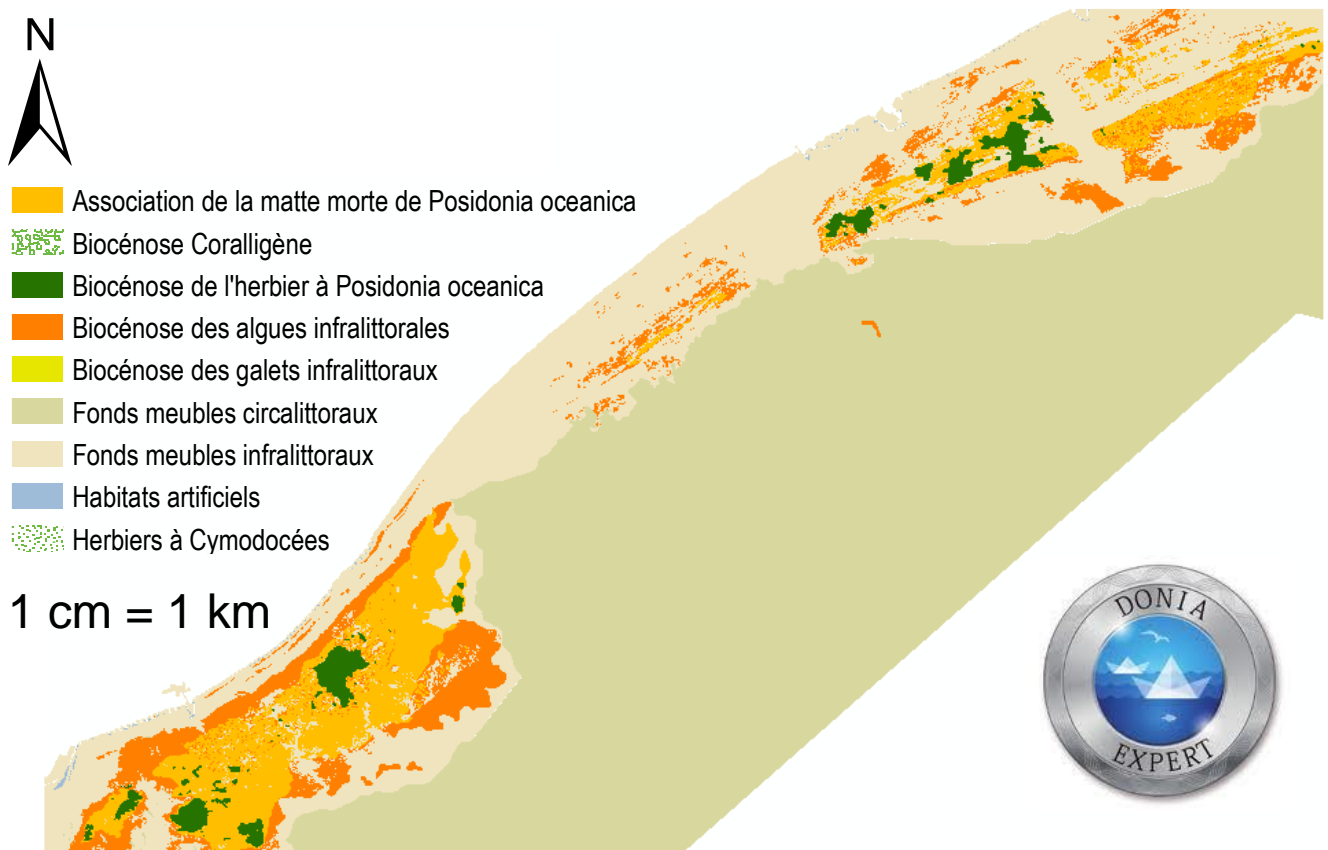 N
Association de la matte morte de Posidonia oceanica
Biocénose Coralligène
Biocénose de l'herbier à Posidonia oceanica
Biocénose des algues infralittorales
Biocénose des galets infralittoraux
Fonds meubles circalittoraux
Fonds meubles infralittoraux
Habitats artificiels
Herbiers à Cymodocées
1 cm = 1 km
DONIA
EXPERT